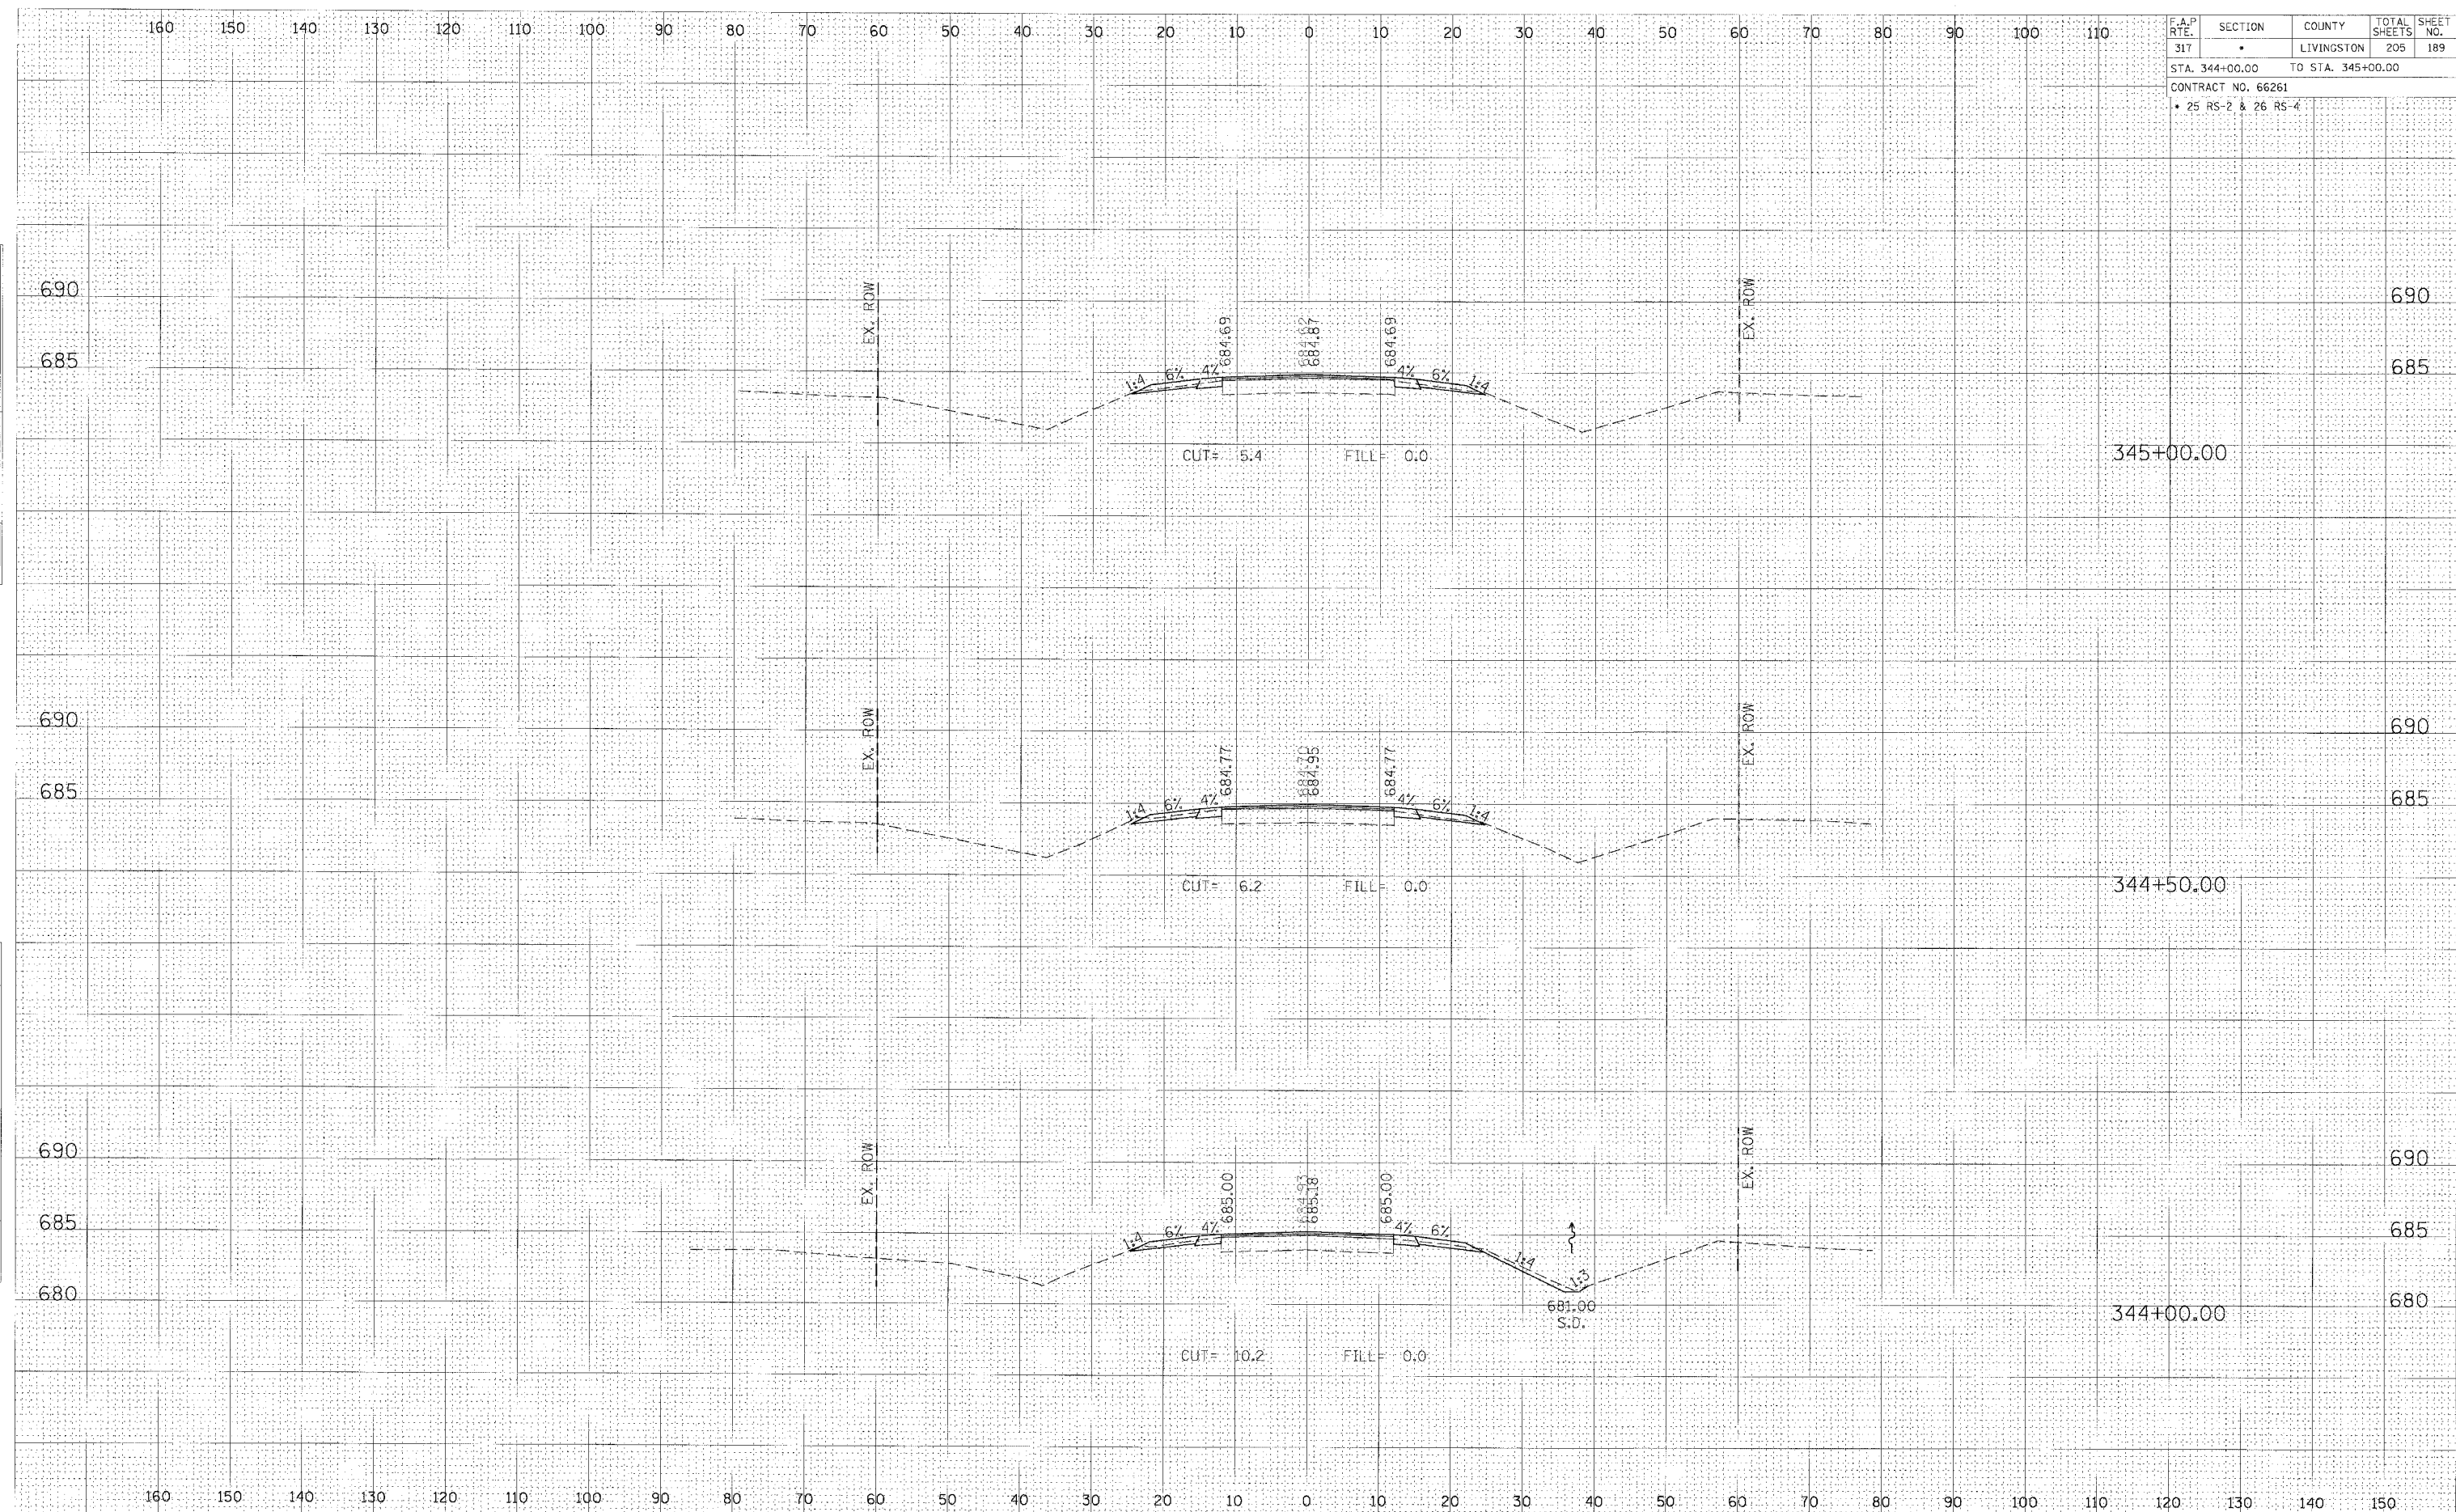 160 150 140 130 120 110 100 90 80 70 60 50 40 30 20 10 0 10 20 30 40 50 60 70 80 90 100 110
F.A.P RTE. SECTION COUNTY TOTAL SHEETS SHEET NO.
317 • LIVINGSTON 205 189
STA. 344+00.00 TO STA. 345+00.00
CONTRACT NO. 66261
• 25 RS-2 & 26 RS-4
690 EX. ROW EX. ROW 690
684.69 684.62 684.87 684.69
685 685
1:4 6% 4% 4% 6% 1:4
CUT= 5.4 FILL= 0.0 345+00.00
690 EX. ROW EX. ROW 690
684.77 684.70 684.95 684.77
685 685
1:4 6% 4% 4% 6% 1:4
CUT= 6.2 FILL= 0.0 344+50.00
690 EX. ROW EX. ROW 690
685.00 684.93 685.18 685.00
685 685
1:4 6% 4% 4% 6% 1:4 1:3
680 681.00 680
S.D. 344+00.00
CUT= 10.2 FILL= 0.0
160 150 140 130 120 110 100 90 80 70 60 50 40 30 20 10 0 10 20 30 40 50 60 70 80 90 100 110 120 130 140 150